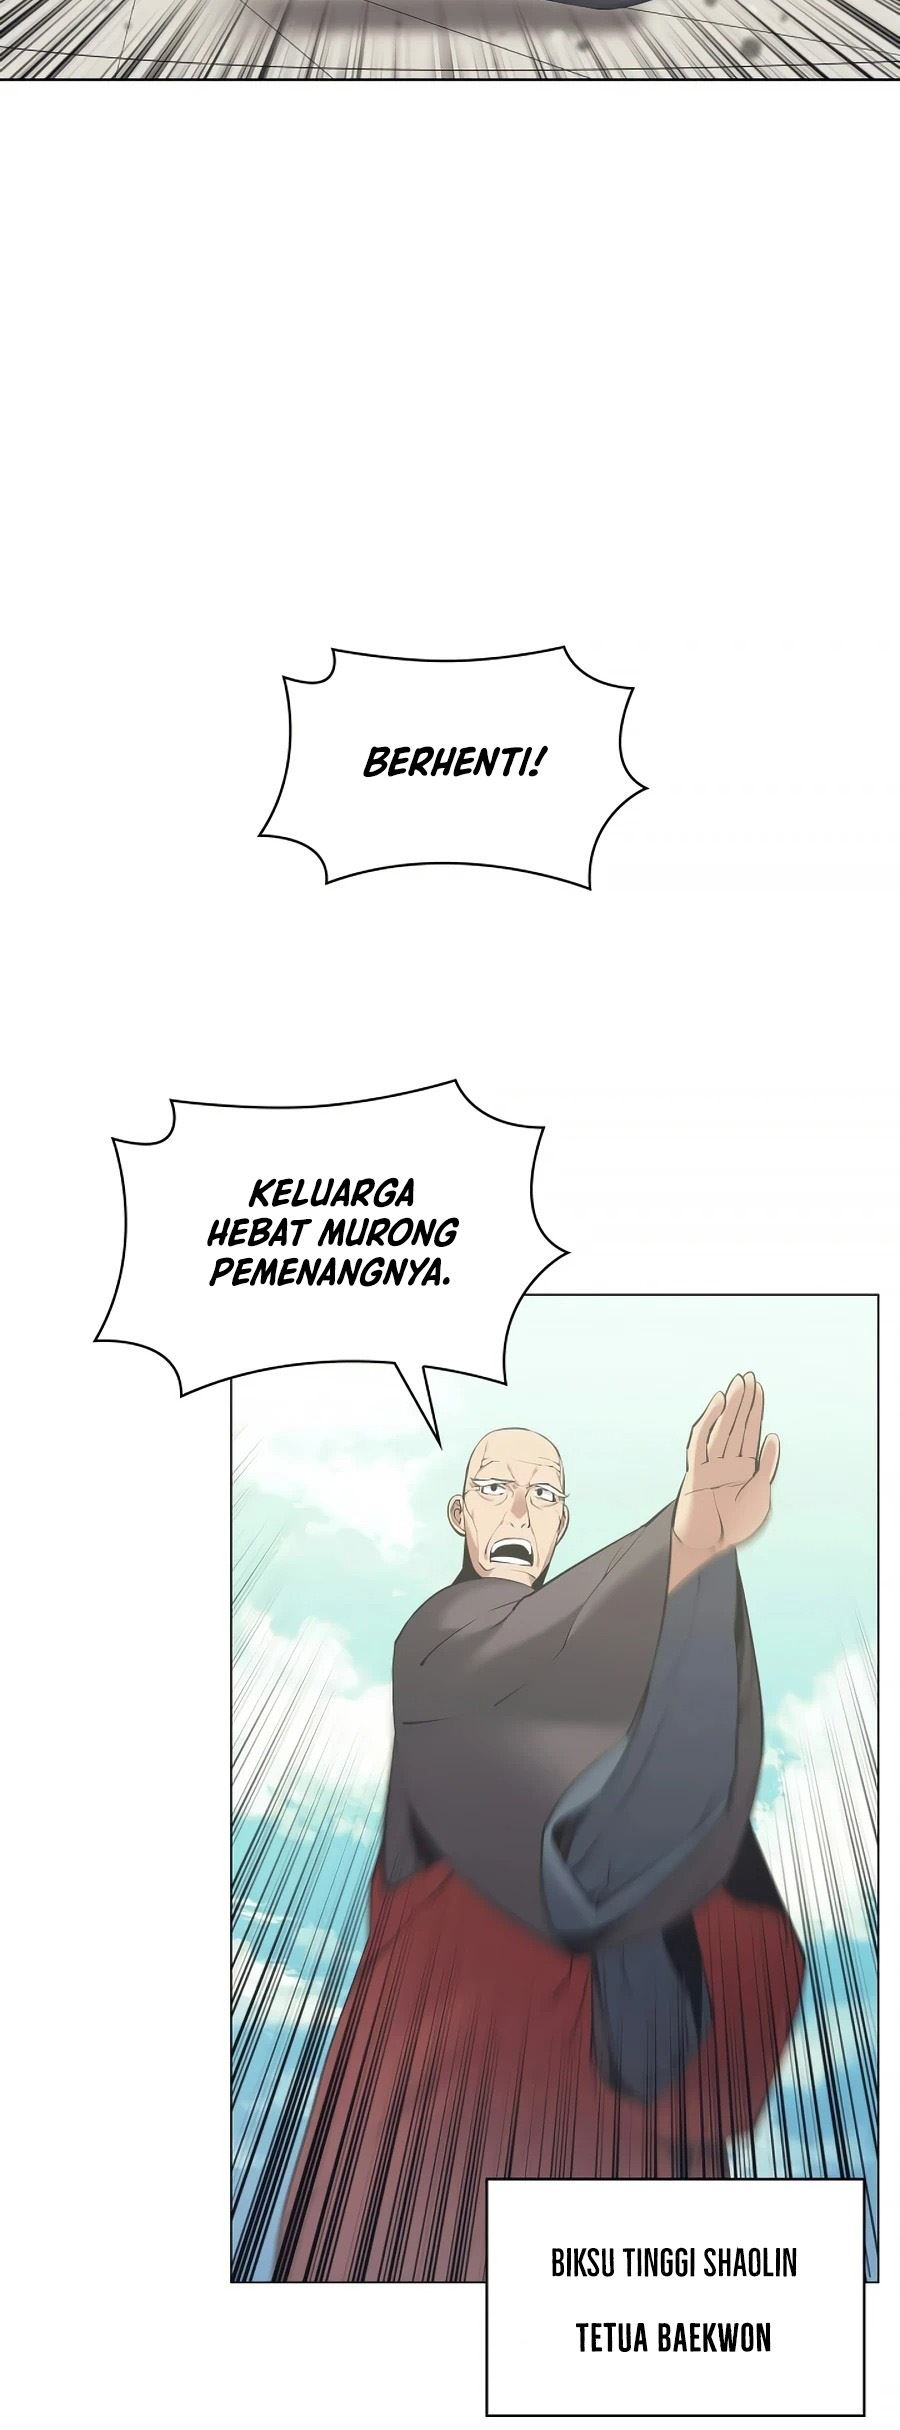 BERHENTI!
KELUARGA
HEBAT MURONG
PEMENANGNYA.
BIKSU TINGGI SHAOLIN
TETUA BAEKWON